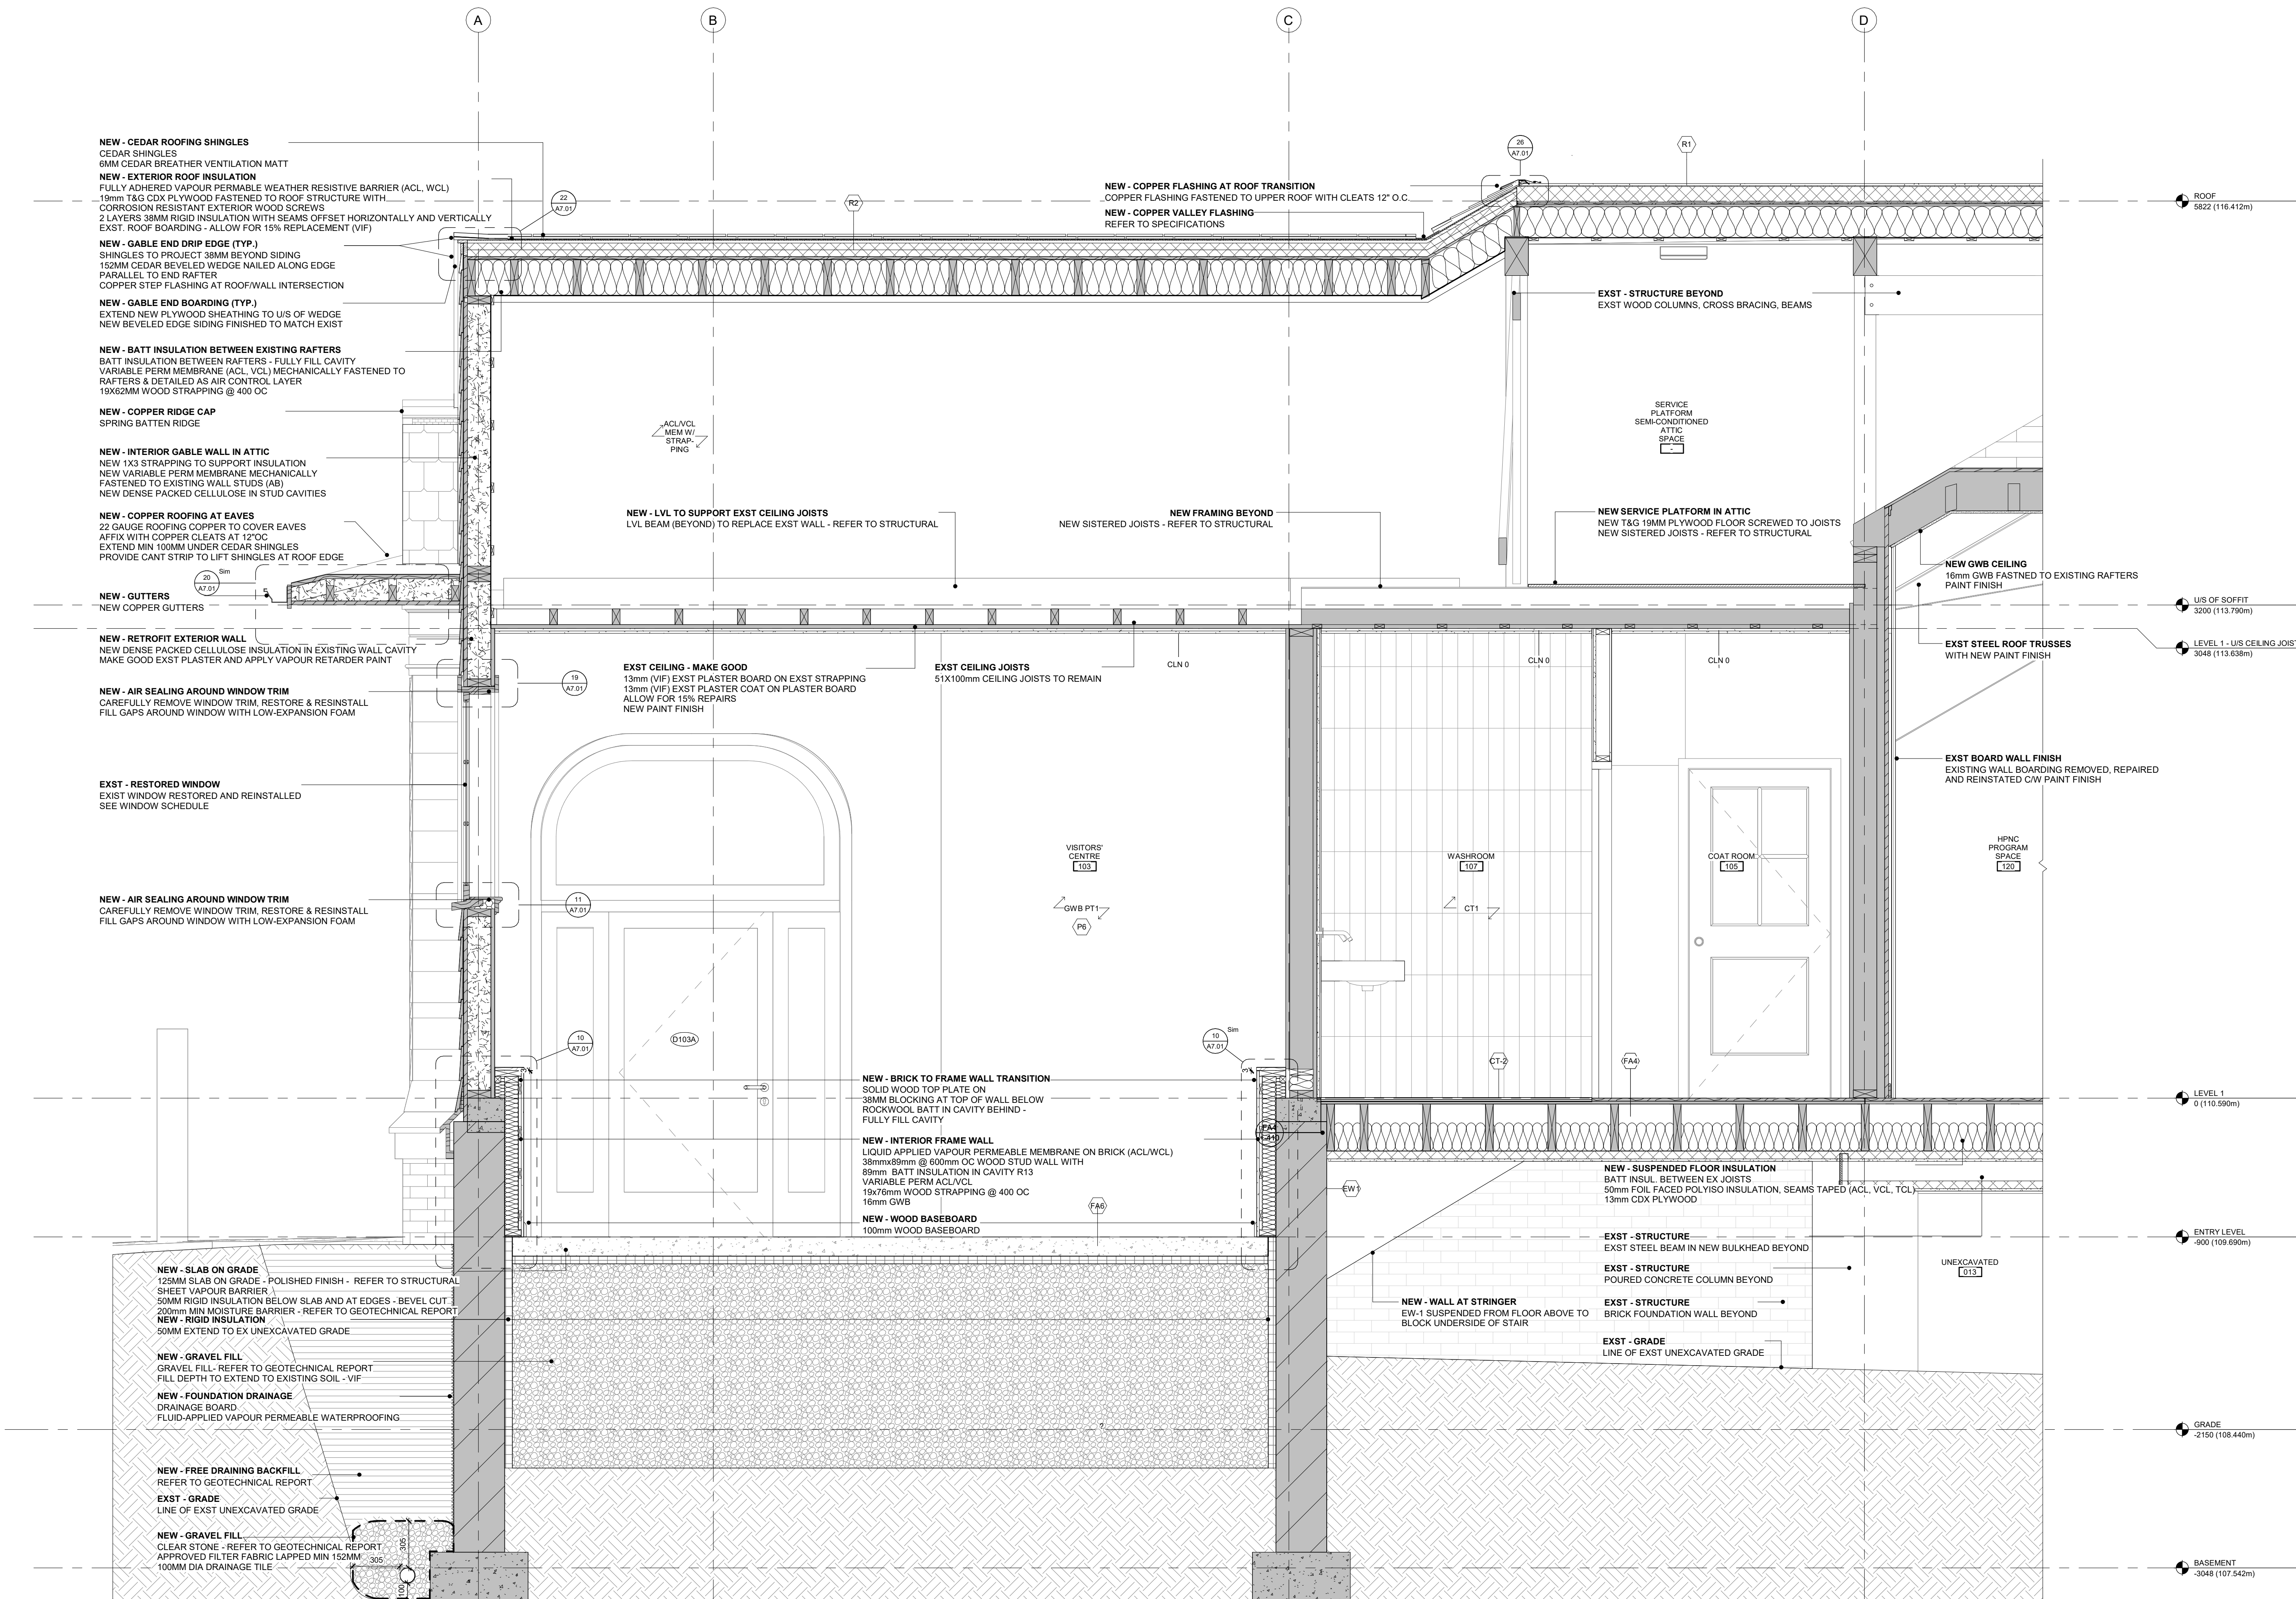 A
B
C
D
NEW - CEDAR ROOFING SHINGLES
CEDAR SHINGLES
6MM CEDAR BREATHER VENTILATION MATT
NEW - EXTERIOR ROOF INSULATION
FULLY ADHERED VAPOUR PERMABLE WEATHER RESISTIVE BARRIER (ACL, WCL)
19mm T&G CDX PLYWOOD FASTENED TO ROOF STRUCTURE WITH
CORROSION RESISTANT EXTERIOR WOOD SCREWS
2 LAYERS 38MM RIGID INSULATION WITH SEAMS OFFSET HORIZONTALLY AND VERTICALLY
EXST. ROOF BOARDING - ALLOW FOR 15% REPLACEMENT (VIF)
NEW - GABLE END DRIP EDGE (TYP.)
SHINGLES TO PROJECT 38MM BEYOND SIDING
152MM CEDAR BEVELED WEDGE NAILED ALONG EDGE
PARALLEL TO END RAFTER
COPPER STEP FLASHING AT ROOF/WALL INTERSECTION
NEW - GABLE END BOARDING (TYP.)
EXTEND NEW PLYWOOD SHEATHING TO U/S OF WEDGE
NEW BEVELED EDGE SIDING FINISHED TO MATCH EXIST
NEW - BATT INSULATION BETWEEN EXISTING RAFTERS
BATT INSULATION BETWEEN RAFTERS - FULLY FILL CAVITY
VARIABLE PERM MEMBRANE (ACL, VCL) MECHANICALLY FASTENED TO
RAFTERS & DETAILED AS AIR CONTROL LAYER
19X62MM WOOD STRAPPING @ 400 OC
NEW - COPPER RIDGE CAP
SPRING BATTEN RIDGE
NEW - INTERIOR GABLE WALL IN ATTIC
NEW 1X3 STRAPPING TO SUPPORT INSULATION
NEW VARIABLE PERM MEMBRANE MECHANICALLY
FASTENED TO EXISTING WALL STUDS (AB)
NEW DENSE PACKED CELLULOSE IN STUD CAVITIES
NEW - COPPER ROOFING AT EAVES
22 GAUGE ROOFING COPPER TO COVER EAVES
AFFIX WITH COPPER CLEATS AT 12"OC
EXTEND MIN 100MM UNDER CEDAR SHINGLES
PROVIDE CANT STRIP TO LIFT SHINGLES AT ROOF EDGE
20
A7.01
Sim
NEW - GUTTERS
NEW COPPER GUTTERS
NEW - RETROFIT EXTERIOR WALL
NEW DENSE PACKED CELLULOSE INSULATION IN EXISTING WALL CAVITY
MAKE GOOD EXST PLASTER AND APPLY VAPOUR RETARDER PAINT
NEW - AIR SEALING AROUND WINDOW TRIM
CAREFULLY REMOVE WINDOW TRIM, RESTORE & RESINSTALL
FILL GAPS AROUND WINDOW WITH LOW-EXPANSION FOAM
EXST - RESTORED WINDOW
EXIST WINDOW RESTORED AND REINSTALLED
SEE WINDOW SCHEDULE
NEW - AIR SEALING AROUND WINDOW TRIM
CAREFULLY REMOVE WINDOW TRIM, RESTORE & RESINSTALL
FILL GAPS AROUND WINDOW WITH LOW-EXPANSION FOAM
NEW - SLAB ON GRADE
125MM SLAB ON GRADE - POLISHED FINISH - REFER TO STRUCTURAL
SHEET VAPOUR BARRIER
50MM RIGID INSULATION BELOW SLAB AND AT EDGES - BEVEL CUT
200mm MIN MOISTURE BARRIER - REFER TO GEOTECHNICAL REPORT
NEW - RIGID INSULATION
50MM EXTEND TO EX UNEXCAVATED GRADE
NEW - GRAVEL FILL
GRAVEL FILL- REFER TO GEOTECHNICAL REPORT
FILL DEPTH TO EXTEND TO EXISTING SOIL - VIF
NEW - FOUNDATION DRAINAGE
DRAINAGE BOARD
FLUID-APPLIED VAPOUR PERMEABLE WATERPROOFING
NEW - FREE DRAINING BACKFILL
REFER TO GEOTECHNICAL REPORT
EXST - GRADE
LINE OF EXST UNEXCAVATED GRADE
NEW - GRAVEL FILL
CLEAR STONE - REFER TO GEOTECHNICAL REPORT
APPROVED FILTER FABRIC LAPPED MIN 152MM
100MM DIA DRAINAGE TILE
305
305
100
22
A7.01
R2
NEW - COPPER FLASHING AT ROOF TRANSITION
COPPER FLASHING FASTENED TO UPPER ROOF WITH CLEATS 12" O.C.
NEW - COPPER VALLEY FLASHING
REFER TO SPECIFICATIONS
26
A7.01
R1
EXST - STRUCTURE BEYOND
EXST WOOD COLUMNS, CROSS BRACING, BEAMS
ACL/VCL
MEM W/
STRAP-
PING
SERVICE
PLATFORM
SEMI-CONDITIONED
ATTIC
SPACE
-
NEW - LVL TO SUPPORT EXST CEILING JOISTS
LVL BEAM (BEYOND) TO REPLACE EXST WALL - REFER TO STRUCTURAL
NEW FRAMING BEYOND
NEW SISTERED JOISTS - REFER TO STRUCTURAL
NEW SERVICE PLATFORM IN ATTIC
NEW T&G 19MM PLYWOOD FLOOR SCREWED TO JOISTS
NEW SISTERED JOISTS - REFER TO STRUCTURAL
NEW GWB CEILING
16mm GWB FASTNED TO EXISTING RAFTERS
PAINT FINISH
EXST STEEL ROOF TRUSSES
WITH NEW PAINT FINISH
EXST BOARD WALL FINISH
EXISTING WALL BOARDING REMOVED, REPAIRED
AND REINSTATED C/W PAINT FINISH
19
A7.01
EXST CEILING - MAKE GOOD
13mm (VIF) EXST PLASTER BOARD ON EXST STRAPPING
13mm (VIF) EXST PLASTER COAT ON PLASTER BOARD
ALLOW FOR 15% REPAIRS
NEW PAINT FINISH
EXST CEILING JOISTS
51X100mm CEILING JOISTS TO REMAIN
CLN 0
CLN 0
CLN 0
VISITORS'
CENTRE
103
WASHROOM
107
COAT ROOM
105
HPNC
PROGRAM
SPACE
120
11
A7.01
GWB PT1
P6
CT1
10
A7.01
D103A
10
A7.01
Sim
CT-2
FA4
NEW - BRICK TO FRAME WALL TRANSITION
SOLID WOOD TOP PLATE ON
38MM BLOCKING AT TOP OF WALL BELOW
ROCKWOOL BATT IN CAVITY BEHIND -
FULLY FILL CAVITY
NEW - INTERIOR FRAME WALL
LIQUID APPLIED VAPOUR PERMEABLE MEMBRANE ON BRICK (ACL/WCL)
38mmx89mm @ 600mm OC WOOD STUD WALL WITH
89mm BATT INSULATION IN CAVITY R13
VARIABLE PERM ACL/VCL
19x76mm WOOD STRAPPING @ 400 OC
16mm GWB
NEW - WOOD BASEBOARD
100mm WOOD BASEBOARD
FA6
EW1
NEW - SUSPENDED FLOOR INSULATION
BATT INSUL. BETWEEN EX JOISTS
50mm FOIL FACED POLYISO INSULATION, SEAMS TAPED (ACL, VCL, TCL)
13mm CDX PLYWOOD
EXST - STRUCTURE
EXST STEEL BEAM IN NEW BULKHEAD BEYOND
EXST - STRUCTURE
POURED CONCRETE COLUMN BEYOND
EXST - STRUCTURE
BRICK FOUNDATION WALL BEYOND
EXST - GRADE
LINE OF EXST UNEXCAVATED GRADE
NEW - WALL AT STRINGER
EW-1 SUSPENDED FROM FLOOR ABOVE TO
BLOCK UNDERSIDE OF STAIR
UNEXCAVATED
013
?
ROOF
5822 (116.412m)
U/S OF SOFFIT
3200 (113.790m)
LEVEL 1 - U/S CEILING JOIST
3048 (113.638m)
LEVEL 1
0 (110.590m)
ENTRY LEVEL
-900 (109.690m)
GRADE
-2150 (108.440m)
BASEMENT
-3048 (107.542m)